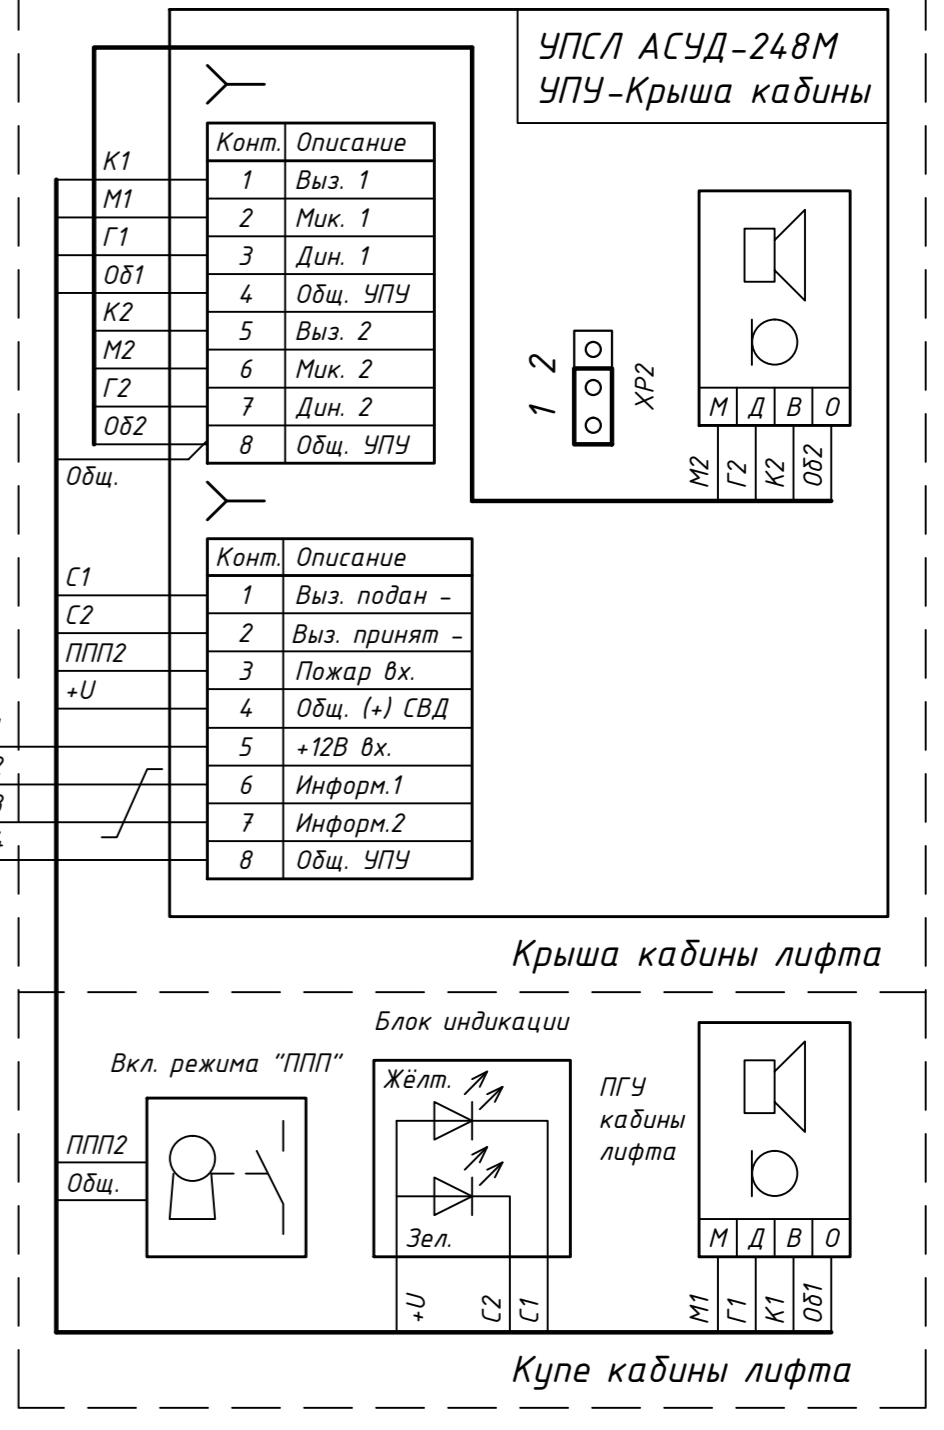 УПСЛ АСУД-248М
УПУ-Крыша кабины
К1
М1
Г1
Об1
К2
М2
Г2
Об2
Общ.
Конт. Описание
1 Выз. 1
2 Мик. 1
3 Дин. 1
4 Общ. УПУ
5 Выз. 2
6 Мик. 2
7 Дин. 2
8 Общ. УПУ
1 2
XP2
М Д В О
М2 Г2 К2 Об2
С1
С2
ППП2
+U
Конт. Описание
1 Выз. подан -
2 Выз. принят -
3 Пожар вх.
4 Общ. (+) СВД
5 +12В вх.
6 Информ.1
7 Информ.2
8 Общ. УПУ
Крыша кабины лифта
Вкл. режима "ППП"
ППП2
Общ.
Блок индикации
Жёлт.
Зел.
+U С2 С1
ПГУ
кабины
лифта
М Д В О
М1 Г1 К1 Об1
Купе кабины лифта